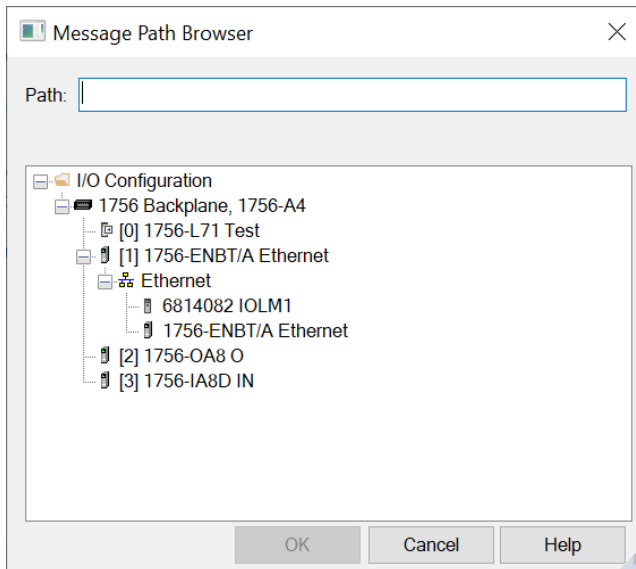 Message Path Browser
Path:
I/O Configuration
1756 Backplane, 1756-A4
[0] 1756-L71 Test
[1] 1756-ENBT/A Ethernet
Ethernet
6814082 IOLM1
1756-ENBT/A Ethernet
[2] 1756-OA8 O
[3] 1756-IA8D IN
OK Cancel Help